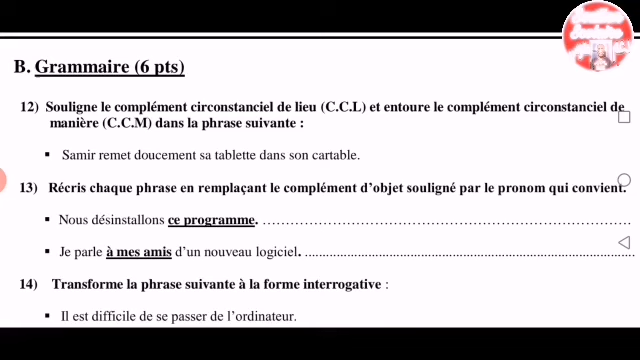 B. Grammaire (6 pts)
12) Souligne le complément circonstanciel de lieu (C.C.L) et entoure le complément circonstanciel de
manière (C.C.M) dans la phrase suivante :
▪ Samir remet doucement sa tablette dans son cartable.
13) Récris chaque phrase en remplaçant le complément d’objet souligné par le pronom qui convient.
▪ Nous désinstallons ce programme. ……………………………………………………………………………
▪ Je parle à mes amis d’un nouveau logiciel. ..........................................................................................
14) Transforme la phrase suivante à la forme interrogative :
▪ Il est difficile de se passer de l’ordinateur.